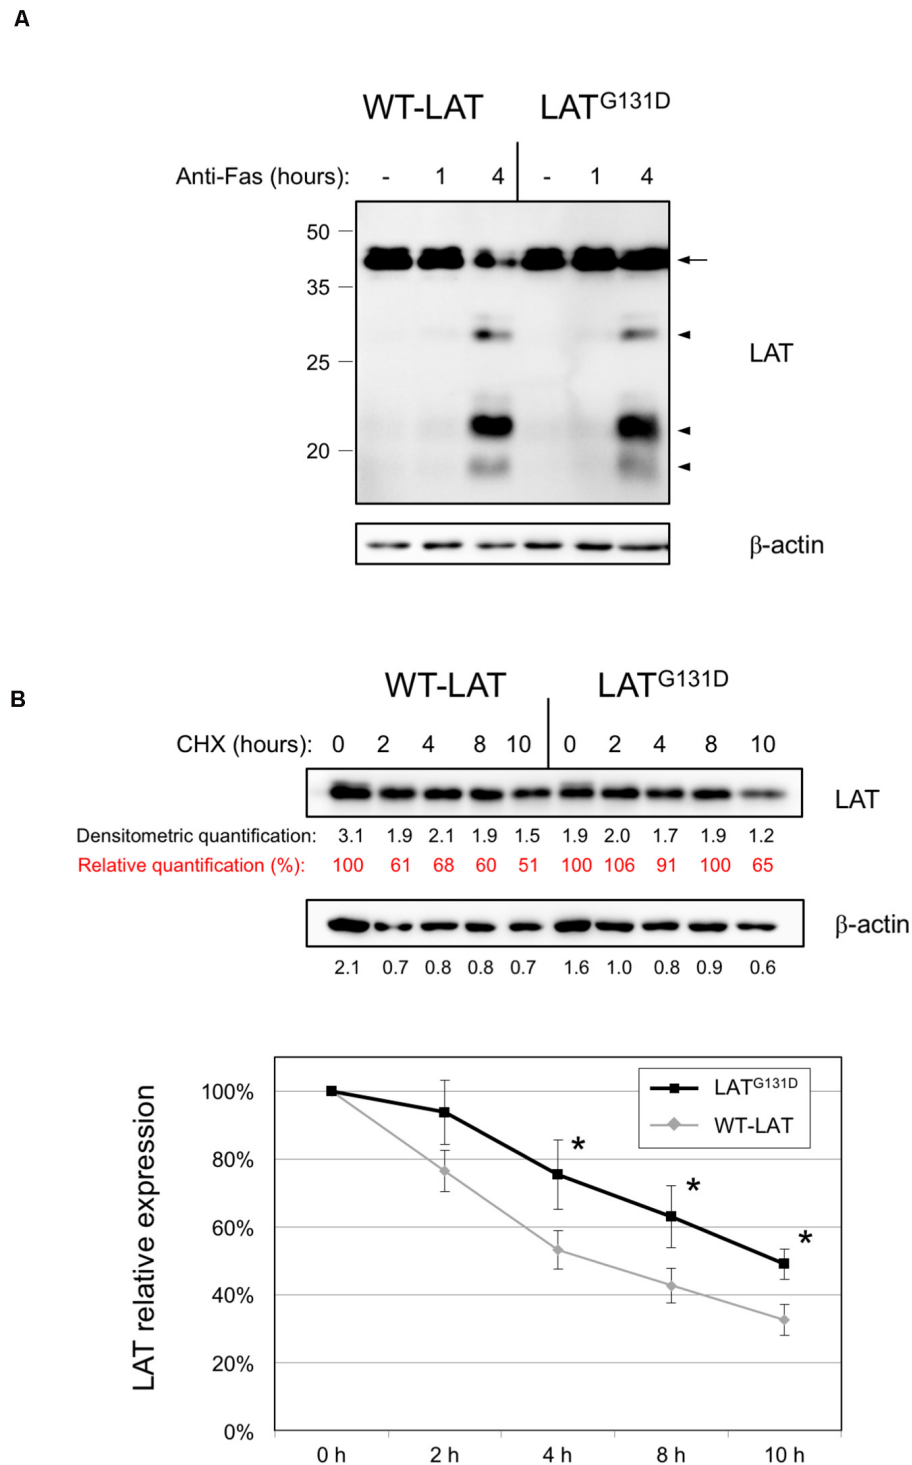 A
WT-LAT LATG131D
Anti-Fas (hours): - 1 4 - 1 4
50
35
25
20
LAT
β-actin
B
WT-LAT LATG131D
CHX (hours): 0 2 4 8 10 0 2 4 8 10
LAT
Densitometric quantification: 3.1 1.9 2.1 1.9 1.5 1.9 2.0 1.7 1.9 1.2
Relative quantification (%): 100 61 68 60 51 100 106 91 100 65
β-actin
2.1 0.7 0.8 0.8 0.7 1.6 1.0 0.8 0.9 0.6
LAT relative expression
100%
80%
60%
40%
20%
0%
LATG131D
WT-LAT
*
*
*
0 h 2 h 4 h 8 h 10 h